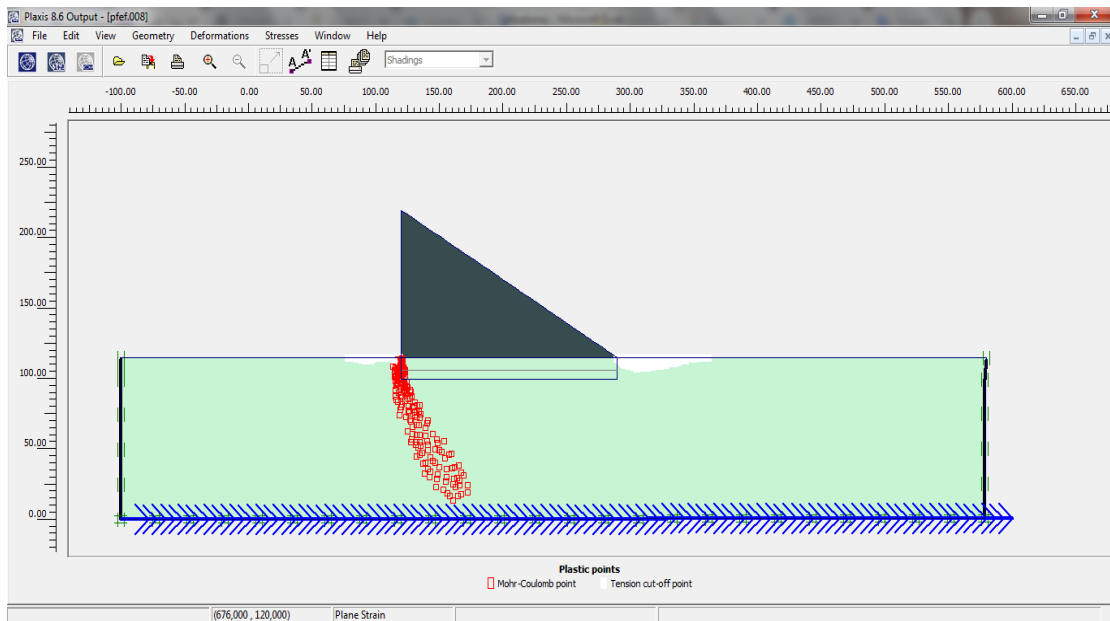 Plaxis 8.6 Output - [pfef.008]
File Edit View Geometry Deformations Stresses Window Help
Shadings
-100.00 -50.00 0.00 50.00 100.00 150.00 200.00 250.00 300.00 350.00 400.00 450.00 500.00 550.00 600.00 650.00
250.00
200.00
150.00
100.00
50.00
0.00
Plastic points
Mohr-Coulomb point Tension cut-off point
(676,000 , 120,000) Plane Strain